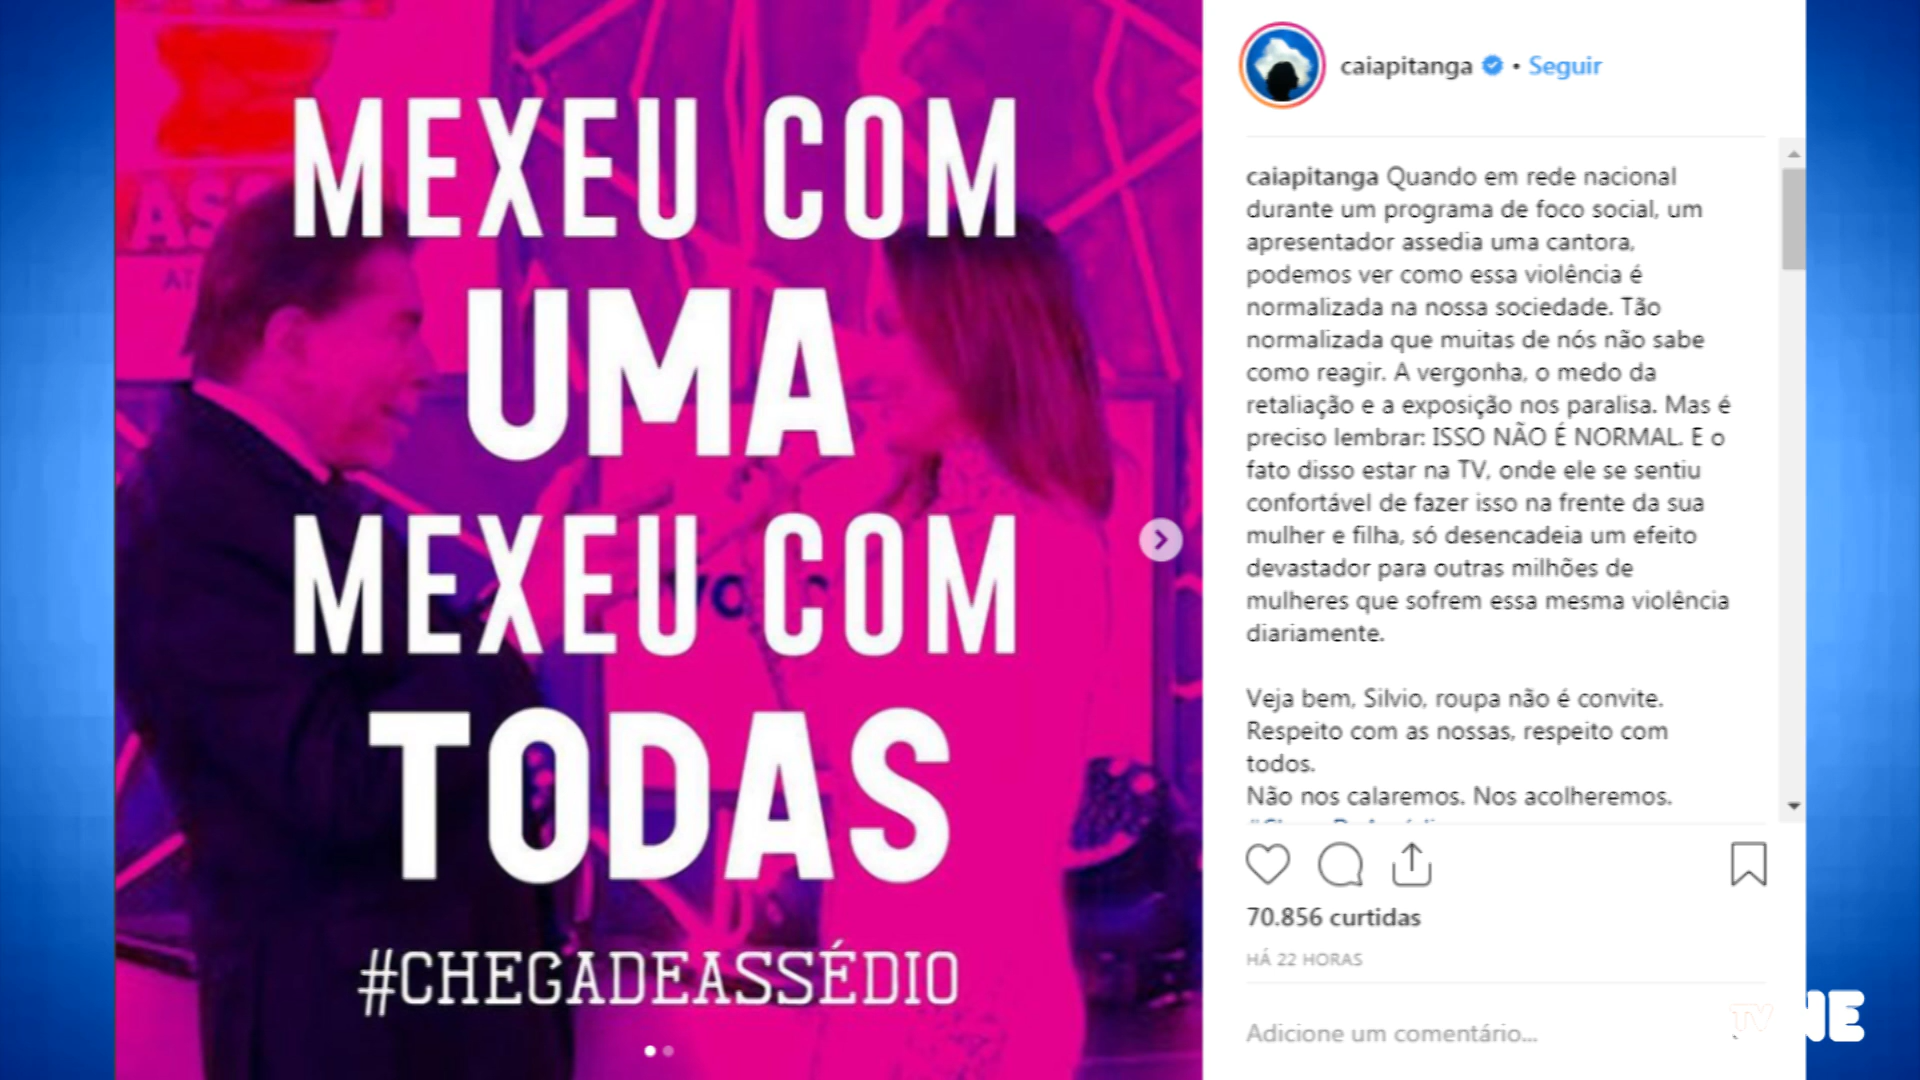 MEXEU COM
UMA
MEXEU COM
TODAS
#CHEGADEASSÉDIO
caiapitanga • Seguir
caiapitanga Quando em rede nacional
durante um programa de foco social, um
apresentador assedia uma cantora,
podemos ver como essa violência é
normalizada na nossa sociedade. Tão
normalizada que muitas de nós não sabe
como reagir. A vergonha, o medo da
retaliação e a exposição nos paralisa. Mas é
preciso lembrar: ISSO NÃO É NORMAL. E o
fato disso estar na TV, onde ele se sentiu
confortável de fazer isso na frente da sua
mulher e filha, só desencadeia um efeito
devastador para outras milhões de
mulheres que sofrem essa mesma violência
diariamente.
Veja bem, Silvio, roupa não é convite.
Respeito com as nossas, respeito com
todos.
Não nos calaremos. Nos acolheremos.
70.856 curtidas
HÁ 22 HORAS
Adicione um comentário...
TV